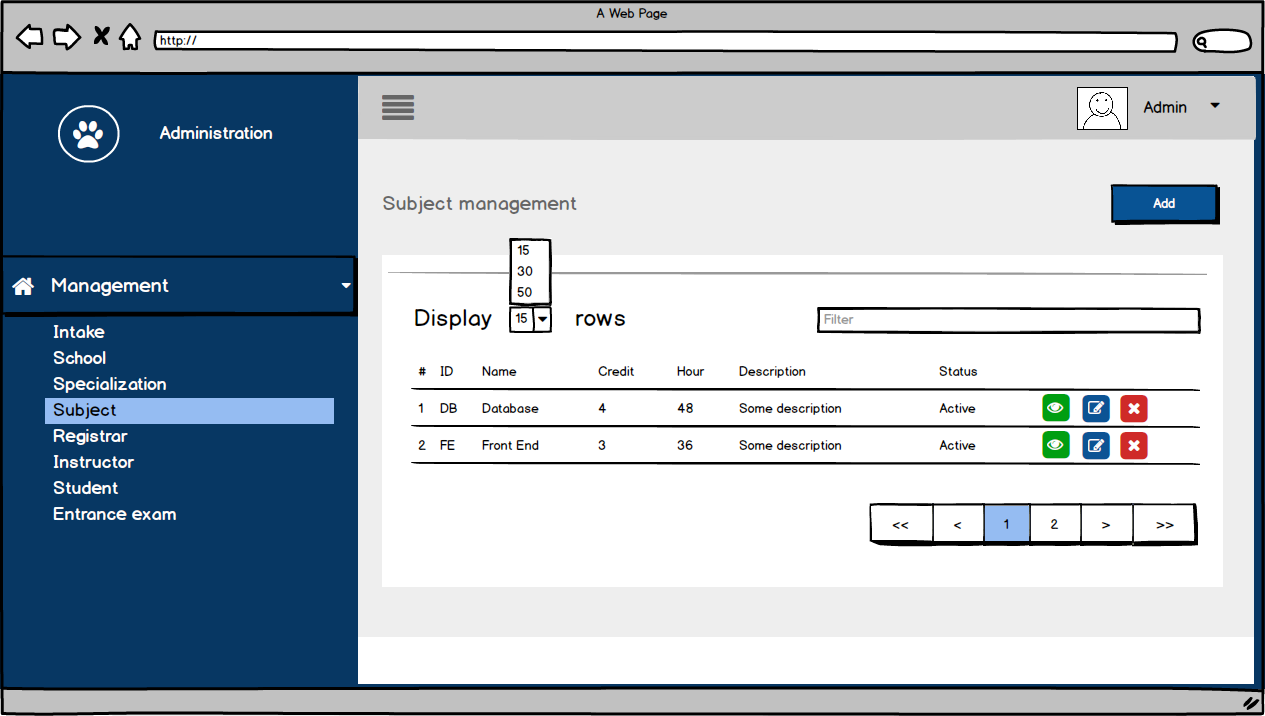 A Web Page
http://
Administration
Admin
Subject management
Add
Management
Intake
School
Specialization
Subject
Registrar
Instructor
Student
Entrance exam
15
30
50
Display 15 rows
Filter
# ID Name Credit Hour Description Status
1 DB Database 4 48 Some description Active
2 FE Front End 3 36 Some description Active
<< < 1 2 > >>